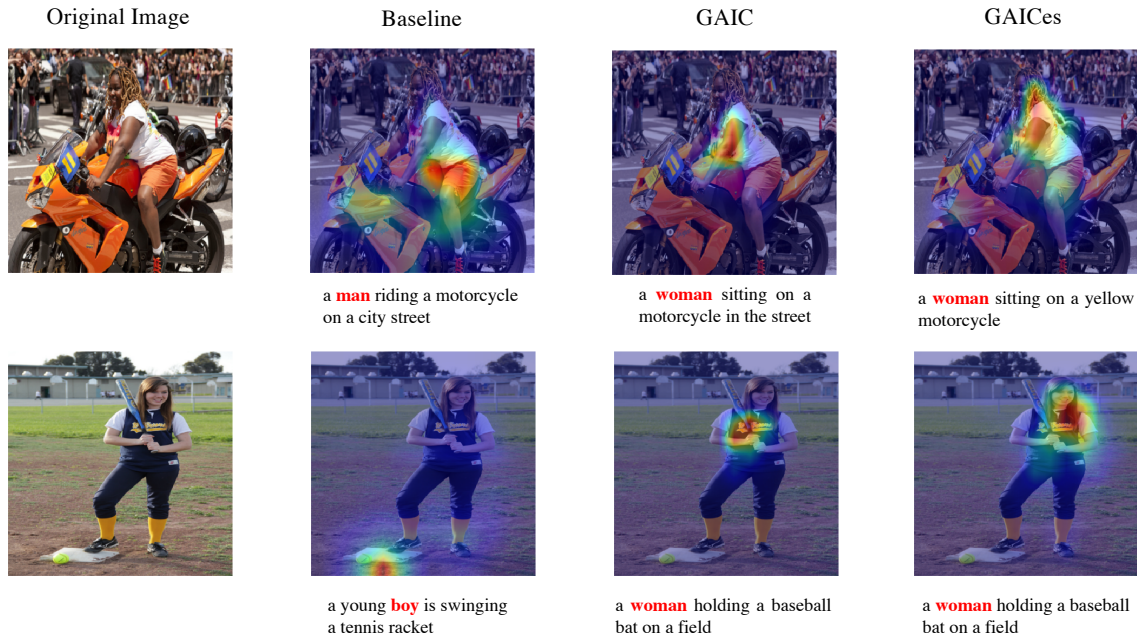 Original Image
Baseline
GAIC
GAICes
a man riding a motorcycle
on a city street
a woman sitting on a
motorcycle in the street
a woman sitting on a yellow
motorcycle
a young boy is swinging
a tennis racket
a woman holding a baseball
bat on a field
a woman holding a baseball
bat on a field